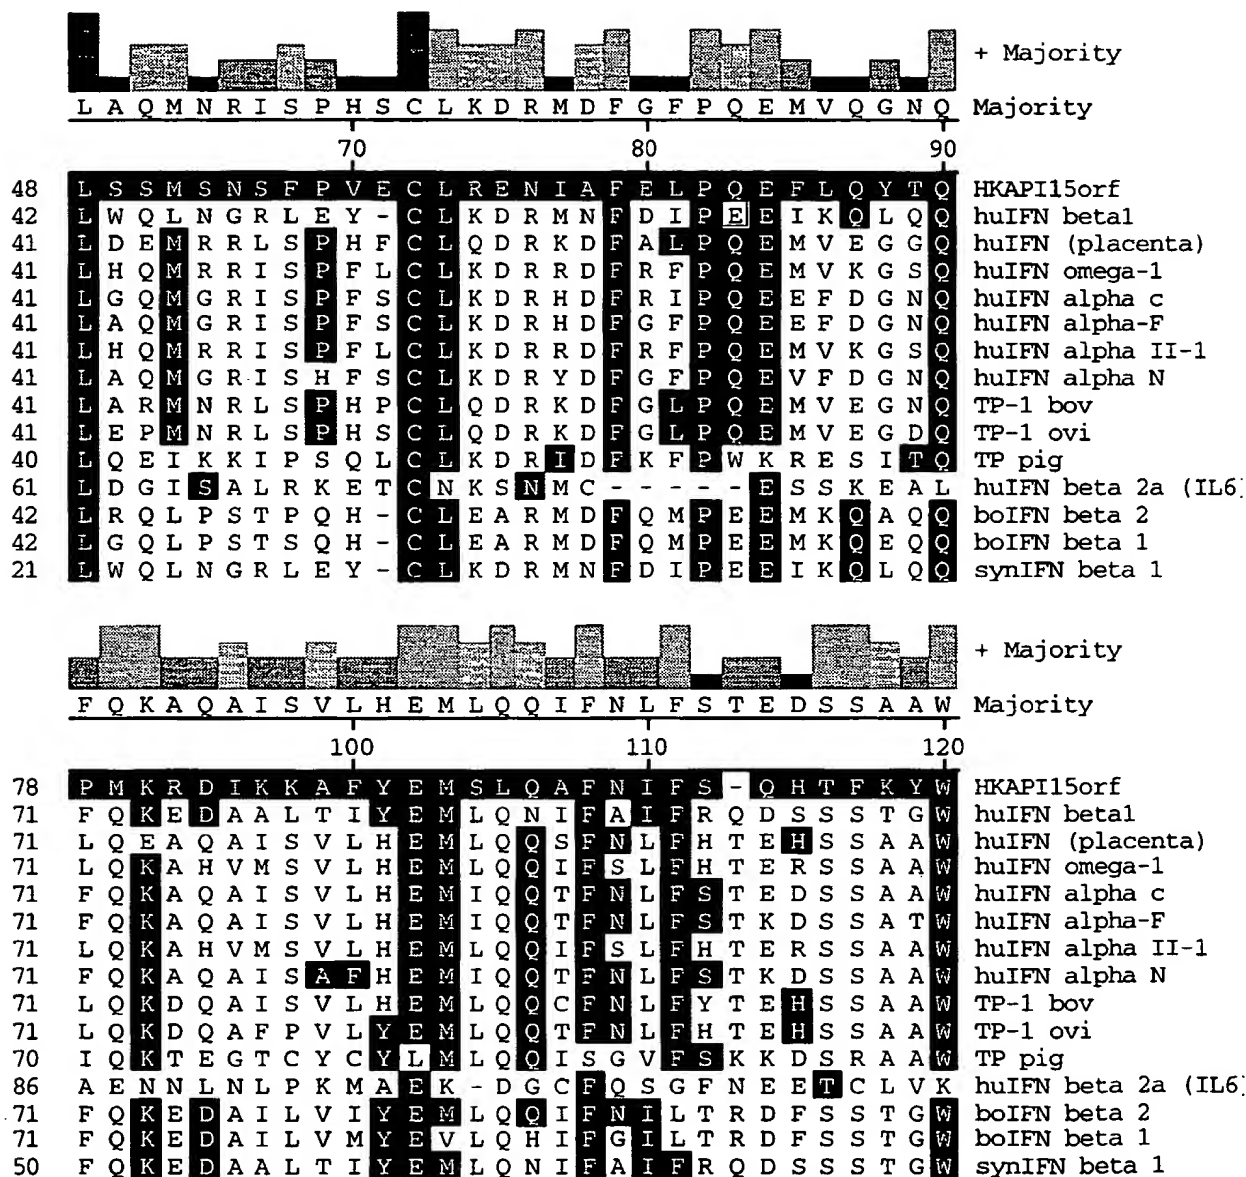 + Majority
L A Q M N R I S P H S C L K D R M D F G F P Q E M V Q G N Q Majority
70 80 90
48 L S S M S N S F P V E C L R E N I A F E L P Q E F L Q Y T Q HKAPI15orf
42 L W Q L N G R L E Y - C L K D R M N F D I P E E I K Q L Q Q huIFN beta1
41 L D E M R R L S P H F C L Q D R K D F A L P Q E M V E G G Q huIFN (placenta)
41 L H Q M R R I S P F L C L K D R R D F R F P Q E M V K G S Q huIFN omega-1
41 L G Q M G R I S P F S C L K D R H D F R I P Q E E F D G N Q huIFN alpha c
41 L A Q M G R I S P F S C L K D R H D F G F P Q E E F D G N Q huIFN alpha-F
41 L H Q M R R I S P F L C L K D R R D F R F P Q E M V K G S Q huIFN alpha II-1
41 L A Q M G R I S H F S C L K D R Y D F G F P Q E V F D G N Q huIFN alpha N
41 L A R M N R L S P H P C L Q D R K D F G L P Q E M V E G N Q TP-1 bov
41 L E P M N R L S P H S C L Q D R K D F G L P Q E M V E G D Q TP-1 ovi
40 L Q E I K K I P S Q L C L K D R I D F K F P W K R E S I T Q TP pig
61 L D G I S A L R K E T C N K S N M C - - - - - E S S K E A L huIFN beta 2a (IL6)
42 L R Q L P S T P Q H - C L E A R M D F Q M P E E M K Q A Q Q boIFN beta 2
42 L G Q L P S T S Q H - C L E A R M D F Q M P E E M K Q E Q Q boIFN beta 1
21 L W Q L N G R L E Y - C L K D R M N F D I P E E I K Q L Q Q synIFN beta 1
+ Majority
F Q K A Q A I S V L H E M L Q Q I F N L F S T E D S S A A W Majority
100 110 120
78 P M K R D I K K A F Y E M S L Q A F N I F S - Q H T F K Y W HKAPI15orf
71 F Q K E D A A L T I Y E M L Q N I F A I F R Q D S S S T G W huIFN beta1
71 L Q E A Q A I S V L H E M L Q Q S F N L F H T E H S S A A W huIFN (placenta)
71 L Q K A H V M S V L H E M L Q Q I F S L F H T E R S S A A W huIFN omega-1
71 F Q K A Q A I S V L H E M I Q Q T F N L F S T E D S S A A W huIFN alpha c
71 F Q K A Q A I S V L H E M I Q Q T F N L F S T K D S S A T W huIFN alpha-F
71 L Q K A H V M S V L H E M L Q Q I F S L F H T E R S S A A W huIFN alpha II-1
71 F Q K A Q A I S A F H E M I Q Q T F N L F S T K D S S A A W huIFN alpha N
71 L Q K D Q A I S V L H E M L Q Q C F N L F Y T E H S S A A W TP-1 bov
71 L Q K D Q A F P V L Y E M L Q Q T F N L F H T E H S S A A W TP-1 ovi
70 I Q K T E G T C Y C Y L M L Q Q I S G V F S K K D S R A A W TP pig
86 A E N N L N L P K M A E K - D G C F Q S G F N E E T C L V K huIFN beta 2a (IL6)
71 F Q K E D A I L V I Y E M L Q Q I F N I L T R D F S S T G W boIFN beta 2
71 F Q K E D A I L V M Y E V L Q H I F G I L T R D F S S T G W boIFN beta 1
50 F Q K E D A A L T I Y E M L Q N I F A I F R Q D S S S T G W synIFN beta 1